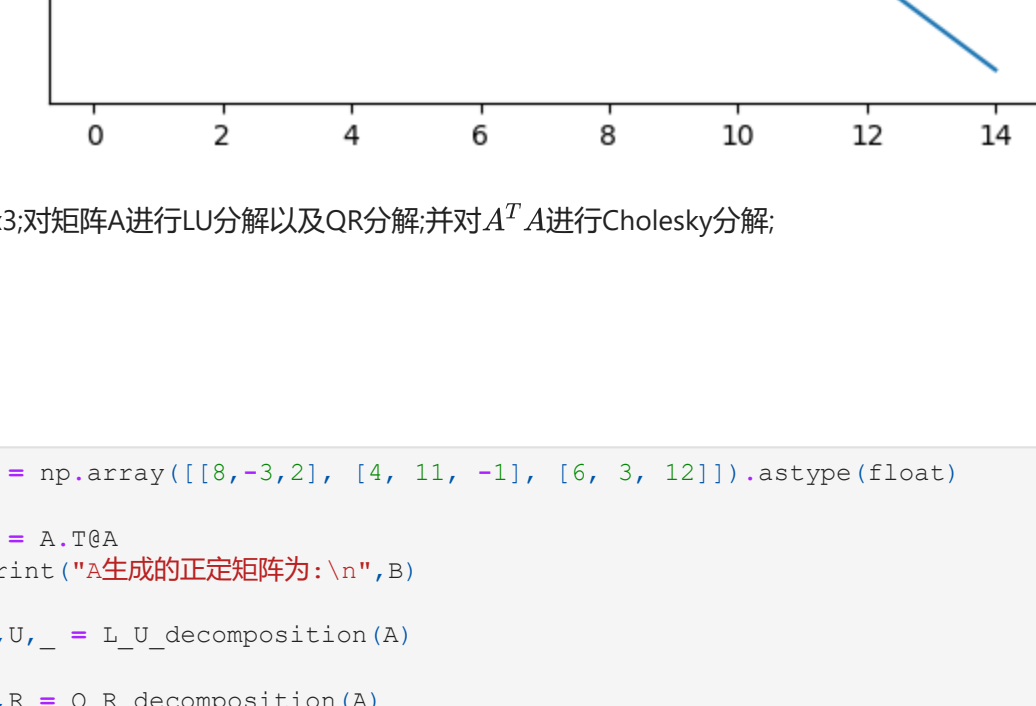 0 2 4 6 8 10 12 14
3;对矩阵A进行LU分解以及QR分解;并对A^T A进行Cholesky分解;
= np.array([[8,-3,2], [4, 11, -1], [6, 3, 12]]).astype(float)
= A.T@A
rint("A生成的正定矩阵为:\n",B)
,U,_ = L_U_decomposition(A)
,R = Q_R_decomposition(A)